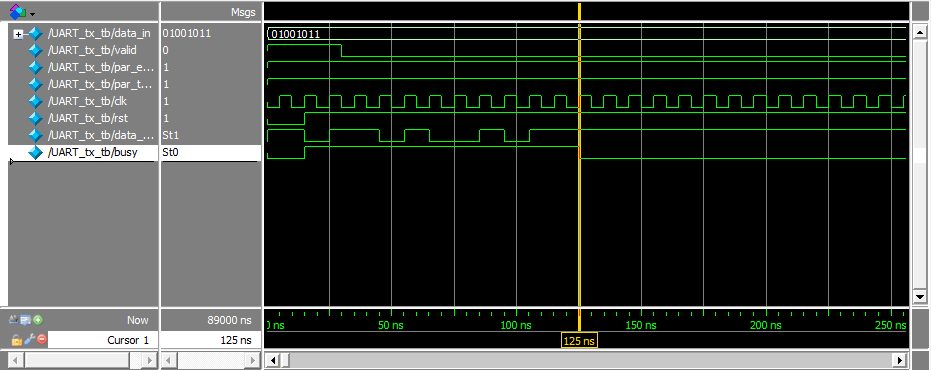 Msgs
/UART_tx_tb/data_in 01001011 01001011
/UART_tx_tb/valid 0
/UART_tx_tb/par_e... 1
/UART_tx_tb/par_t... 1
/UART_tx_tb/clk 1
/UART_tx_tb/rst 1
/UART_tx_tb/data_... St1
/UART_tx_tb/busy St0
Now 89000 ns 0 ns 50 ns 100 ns 150 ns 200 ns 250 ns
Cursor 1 125 ns 125 ns